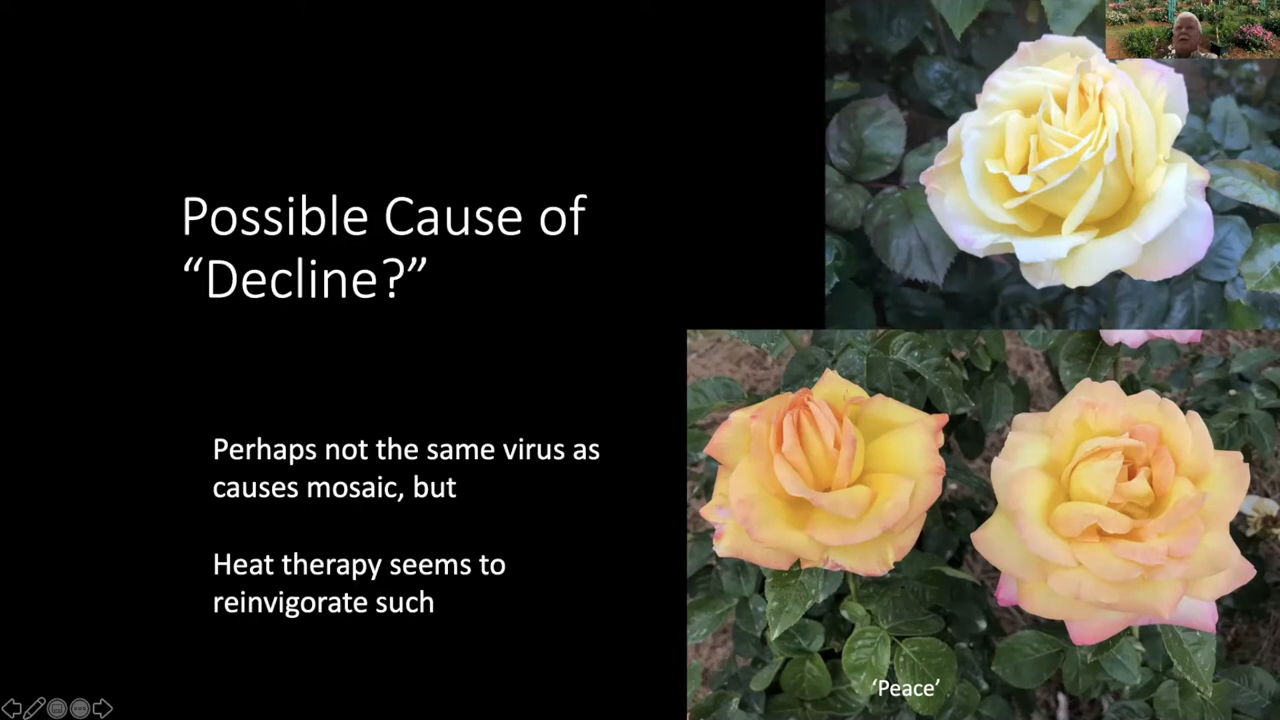 Possible Cause of
“Decline?”
Perhaps not the same virus as
causes mosaic, but
Heat therapy seems to
reinvigorate such
‘Peace’